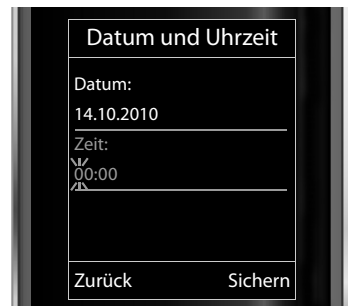 Datum und Uhrzeit
Datum:
14.10.2010
Zeit:
00:00
Zurück Sichern